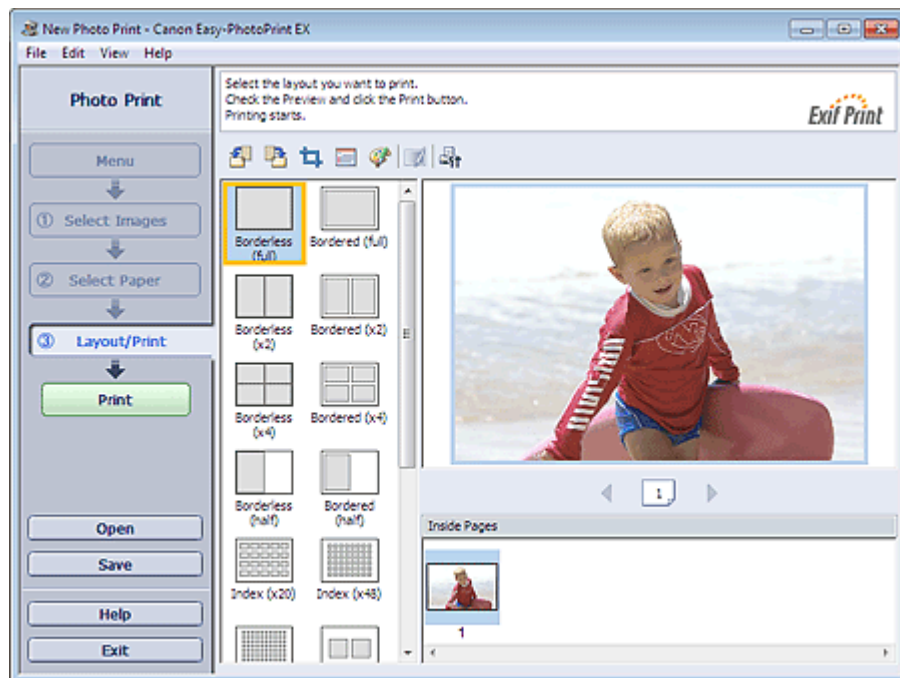 New Photo Print - Canon Easy-PhotoPrint EX
File Edit View Help
Photo Print
Select the layout you want to print.
Check the Preview and click the Print button.
Printing starts.
Exif Print
Menu
① Select Images
② Select Paper
③ Layout/Print
Print
Open
Save
Help
Exit
Borderless
(full)
Bordered (full)
Borderless
(x2)
Bordered (x2)
Borderless
(x4)
Bordered (x4)
Borderless
(half)
Bordered
(half)
Index (x20)
Index (x48)
1
Inside Pages
1